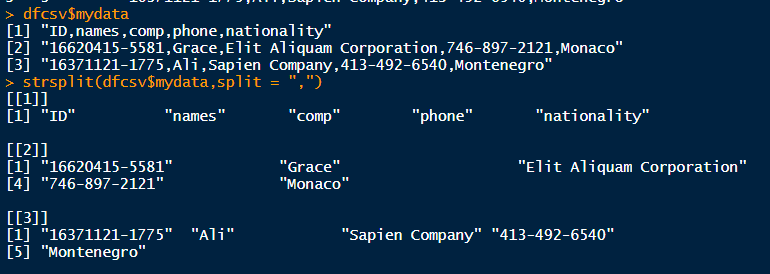 > dfcsv$mydata
[1] "ID,names,comp,phone,nationality"
[2] "16620415-5581,Grace,Elit Aliquam Corporation,746-897-2121,Monaco"
[3] "16371121-1775,Ali,Sapien Company,413-492-6540,Montenegro"
> strsplit(dfcsv$mydata,split = ",")
[[1]]
[1] "ID" "names" "comp" "phone" "nationality"
[[2]]
[1] "16620415-5581" "Grace" "Elit Aliquam Corporation"
[4] "746-897-2121" "Monaco"
[[3]]
[1] "16371121-1775" "Ali" "Sapien Company" "413-492-6540"
[5] "Montenegro"